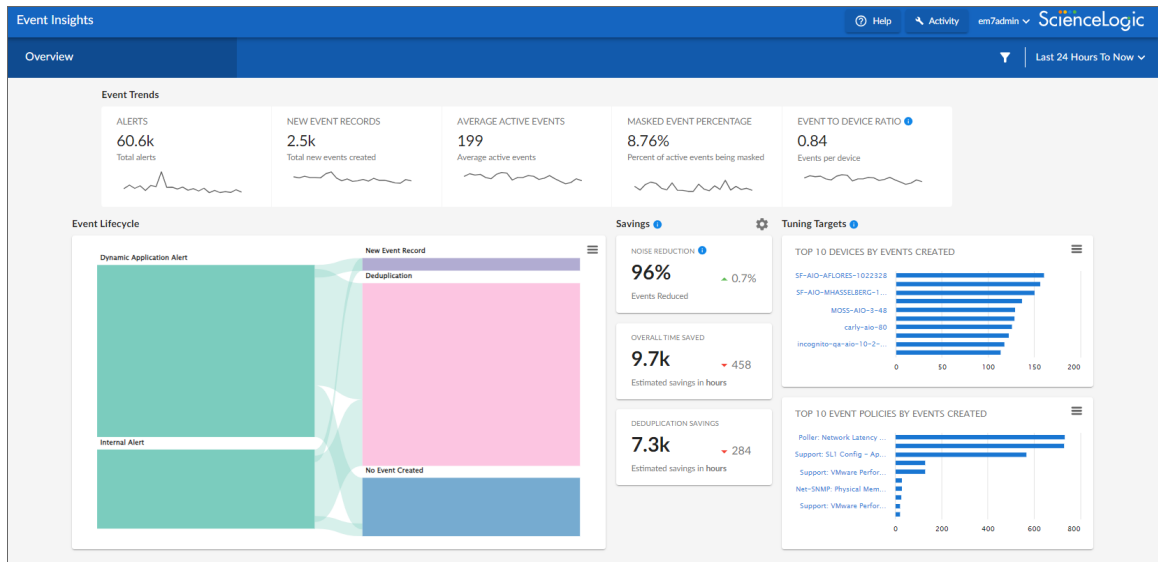 Event Insights
Help
Activity
em7admin
ScienceLogic
Overview
Last 24 Hours To Now
Event Trends
ALERTS
60.6k
Total alerts
NEW EVENT RECORDS
2.5k
Total new events created
AVERAGE ACTIVE EVENTS
199
Average active events
MASKED EVENT PERCENTAGE
8.76%
Percent of active events being masked
EVENT TO DEVICE RATIO
0.84
Events per device
Event Lifecycle
Dynamic Application Alert
Internal Alert
New Event Record
Deduplication
No Event Created
Savings
NOISE REDUCTION
96%
0.7%
Events Reduced
OVERALL TIME SAVED
9.7k
458
Estimated savings in hours
DEDUPLICATION SAVINGS
7.3k
284
Estimated savings in hours
Tuning Targets
TOP 10 DEVICES BY EVENTS CREATED
SF-AIO-AFLORES-1022328
SF-AIO-MHASSELBERG-1...
MOSS-AIO-3-48
carly-aio-80
incognito-qa-aio-10-2-...
0 50 100 150 200
TOP 10 EVENT POLICIES BY EVENTS CREATED
Poller: Network Latency ...
Support: SL1 Config - Ap...
Support: VMware Perfor...
Net-SNMP: Physical Mem...
Support: VMware Perfor...
0 200 400 600 800